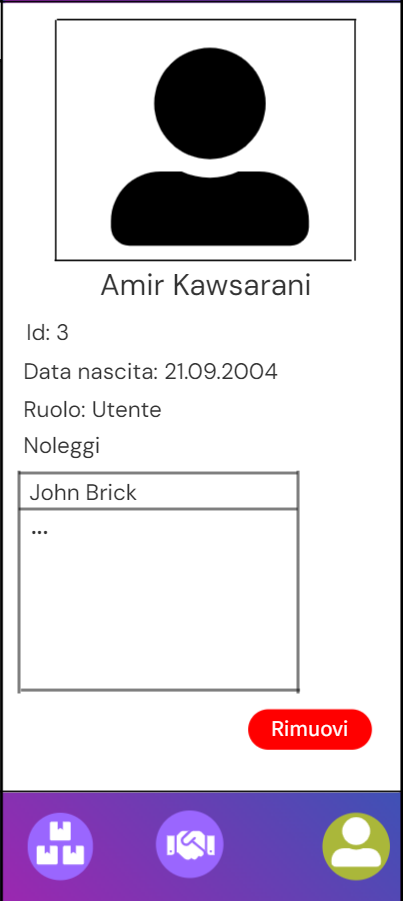 Amir Kawsarani
Id: 3
Data nascita: 21.09.2004
Ruolo: Utente
Noleggi
John Brick
...
Rimuovi